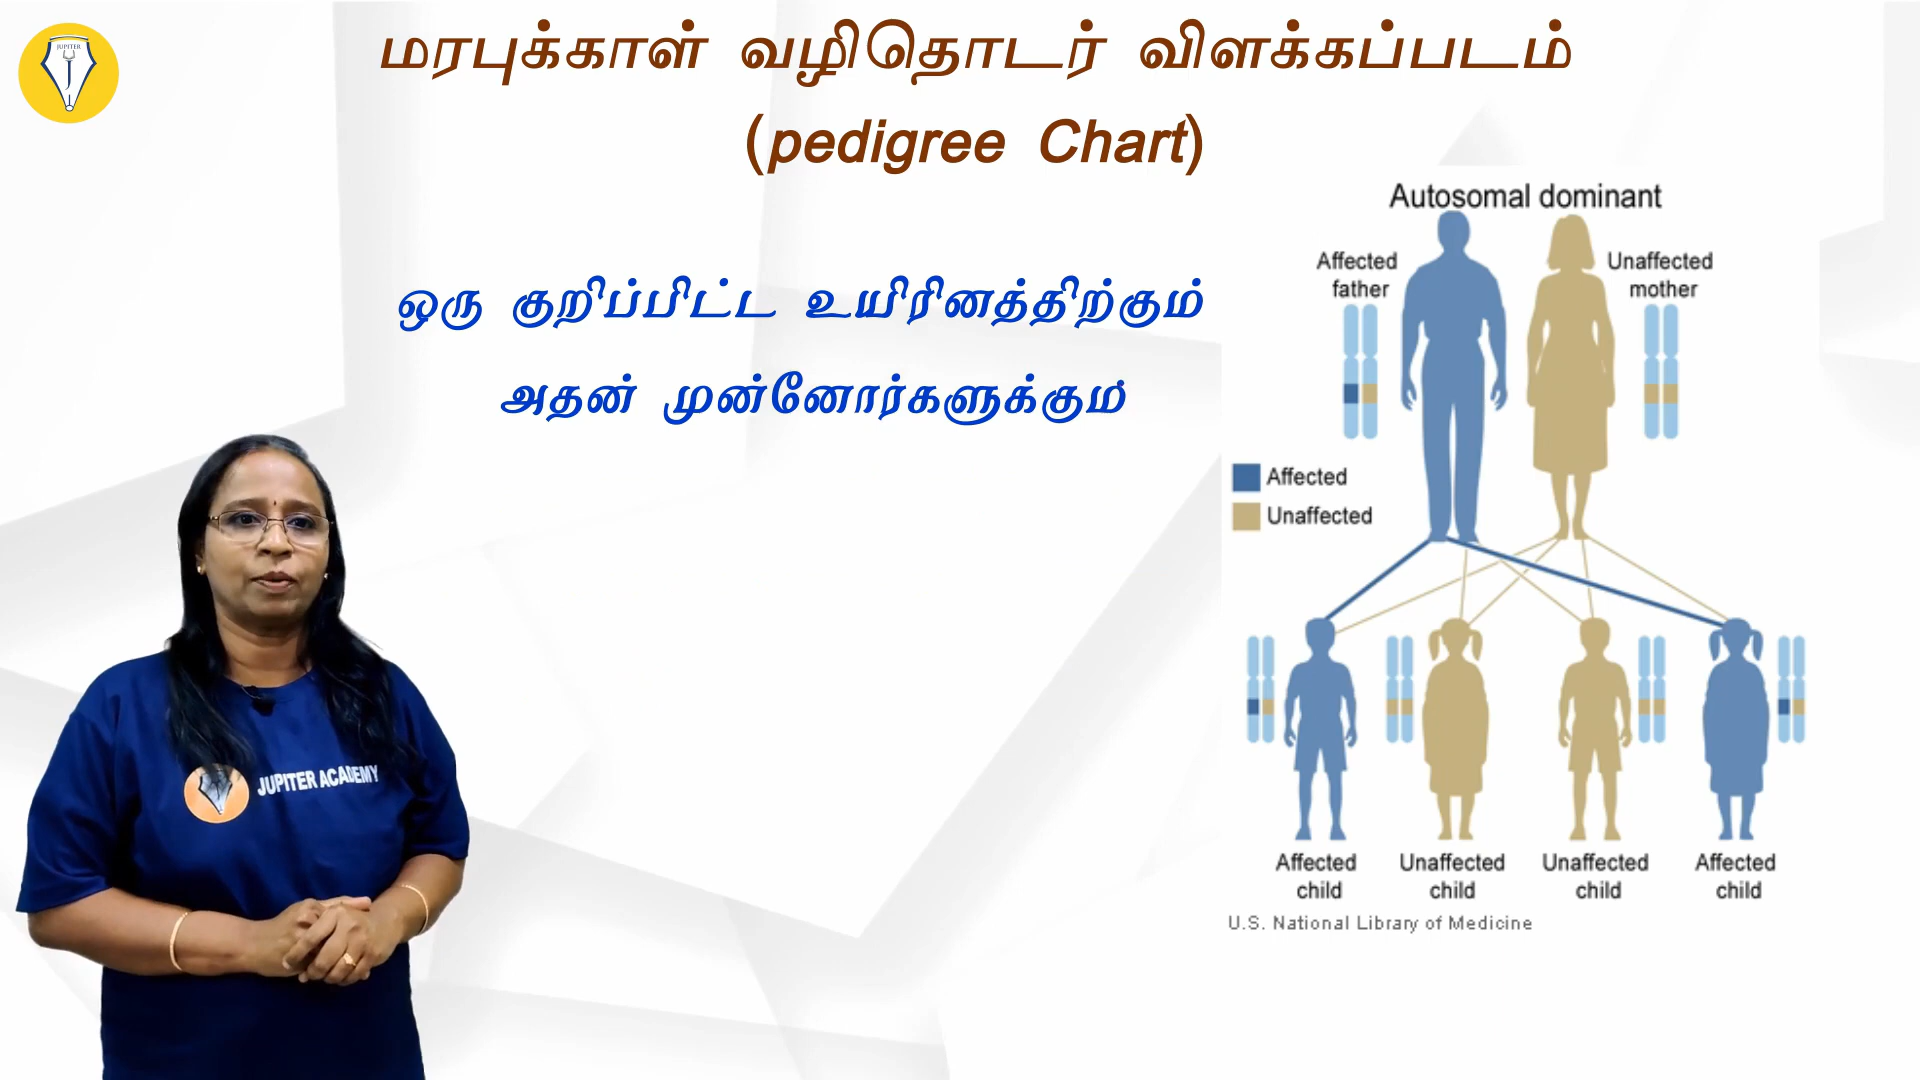 JUPITER
மரபுக்கால் வழிதொடர் விளக்கப்படம்
(pedigree Chart)
ஒரு குறிப்பிட்ட உயிரினத்திற்கும்
அதன் முன்னோர்களுக்கும்
Autosomal dominant
Affected
father
Unaffected
mother
Affected
Unaffected
Affected
child
Unaffected
child
Unaffected
child
Affected
child
U.S. National Library of Medicine
JUPITER ACADEMY